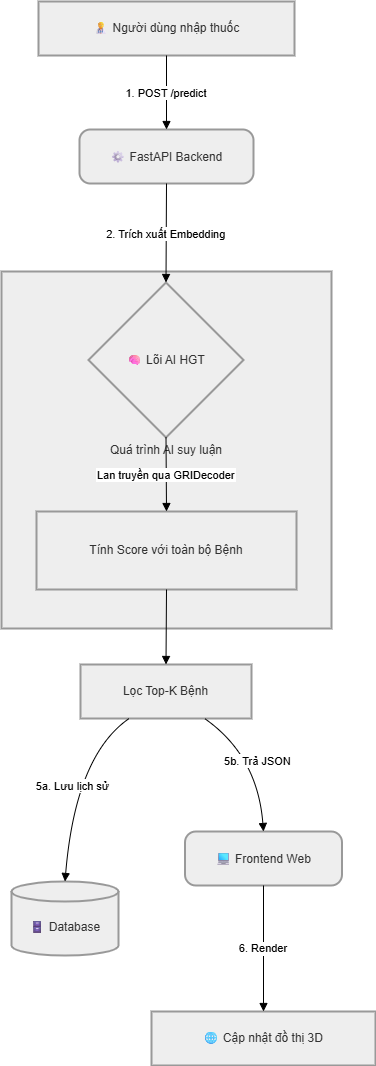 Người dùng nhập thuốc
1. POST /predict
FastAPI Backend
2. Trích xuất Embedding
Lõi AI HGT
Quá trình AI suy luận
Lan truyền qua GRIDecoder
Tính Score với toàn bộ Bệnh
Lọc Top-K Bệnh
5b. Trả JSON
5a. Lưu lịch sử
Frontend Web
Database
6. Render
Cập nhật đồ thị 3D